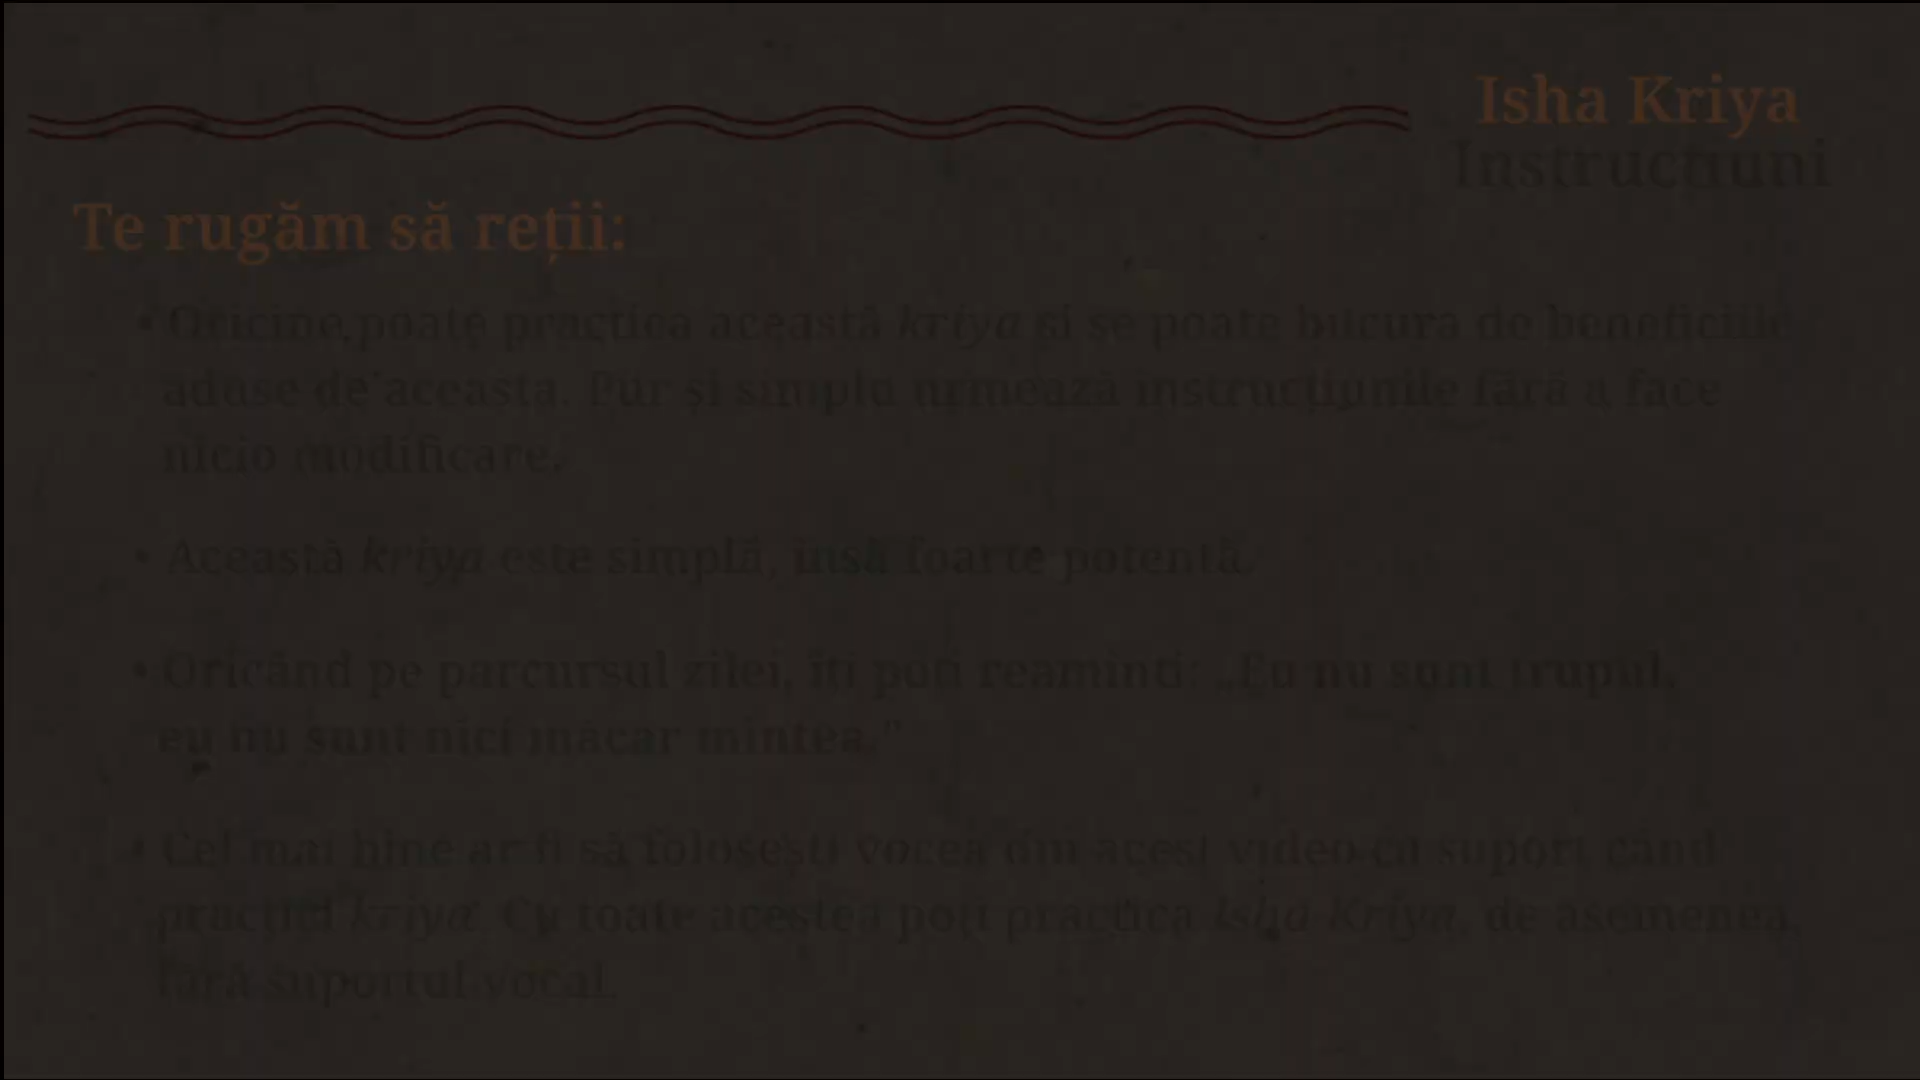 Isha Kriya
Instrucțiuni
Te rugăm să reții:
• Oricine poate practica această kriya și se poate bucura de beneficiile
aduse de aceasta. Pur și simplu urmează instrucțiunile fără a face
nicio modificare.
• Această kriya este simplă, însă foarte potentă.
• Oricând pe parcursul zilei, îți poți reaminti: „Eu nu sunt trupul,
eu nu sunt nici măcar mintea.”
• Cel mai bine ar fi să folosești vocea din acest video ca suport când
practici kriya. Cu toate acestea poți practica Isha Kriya, de asemenea,
fără suportul vocal.